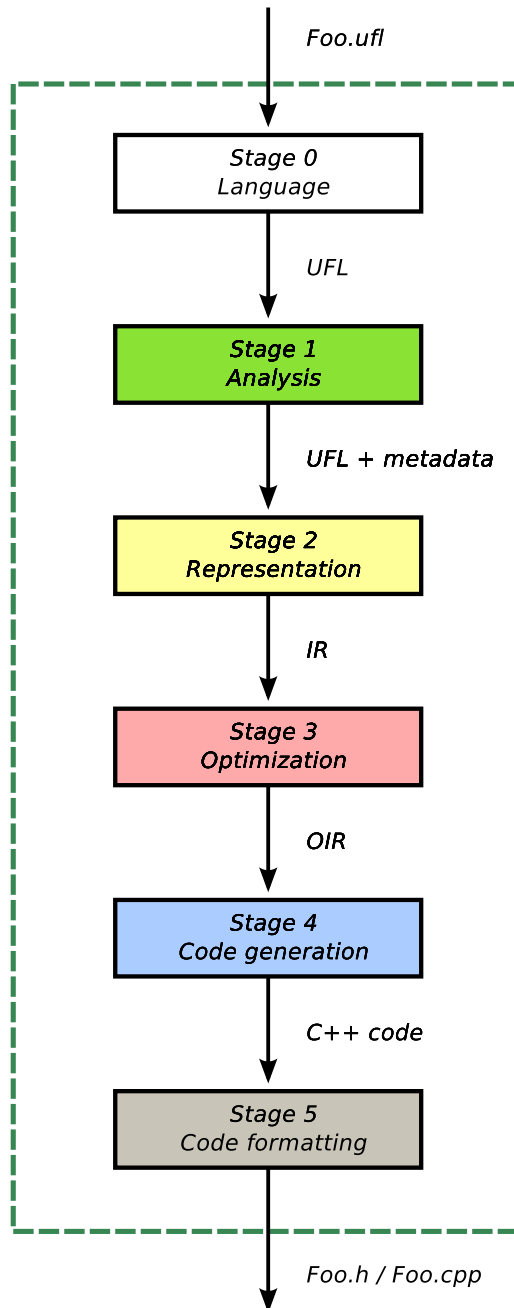 Foo.ufl
Stage 0
Language
UFL
Stage 1
Analysis
UFL + metadata
Stage 2
Representation
IR
Stage 3
Optimization
OIR
Stage 4
Code generation
C++ code
Stage 5
Code formatting
Foo.h / Foo.cpp